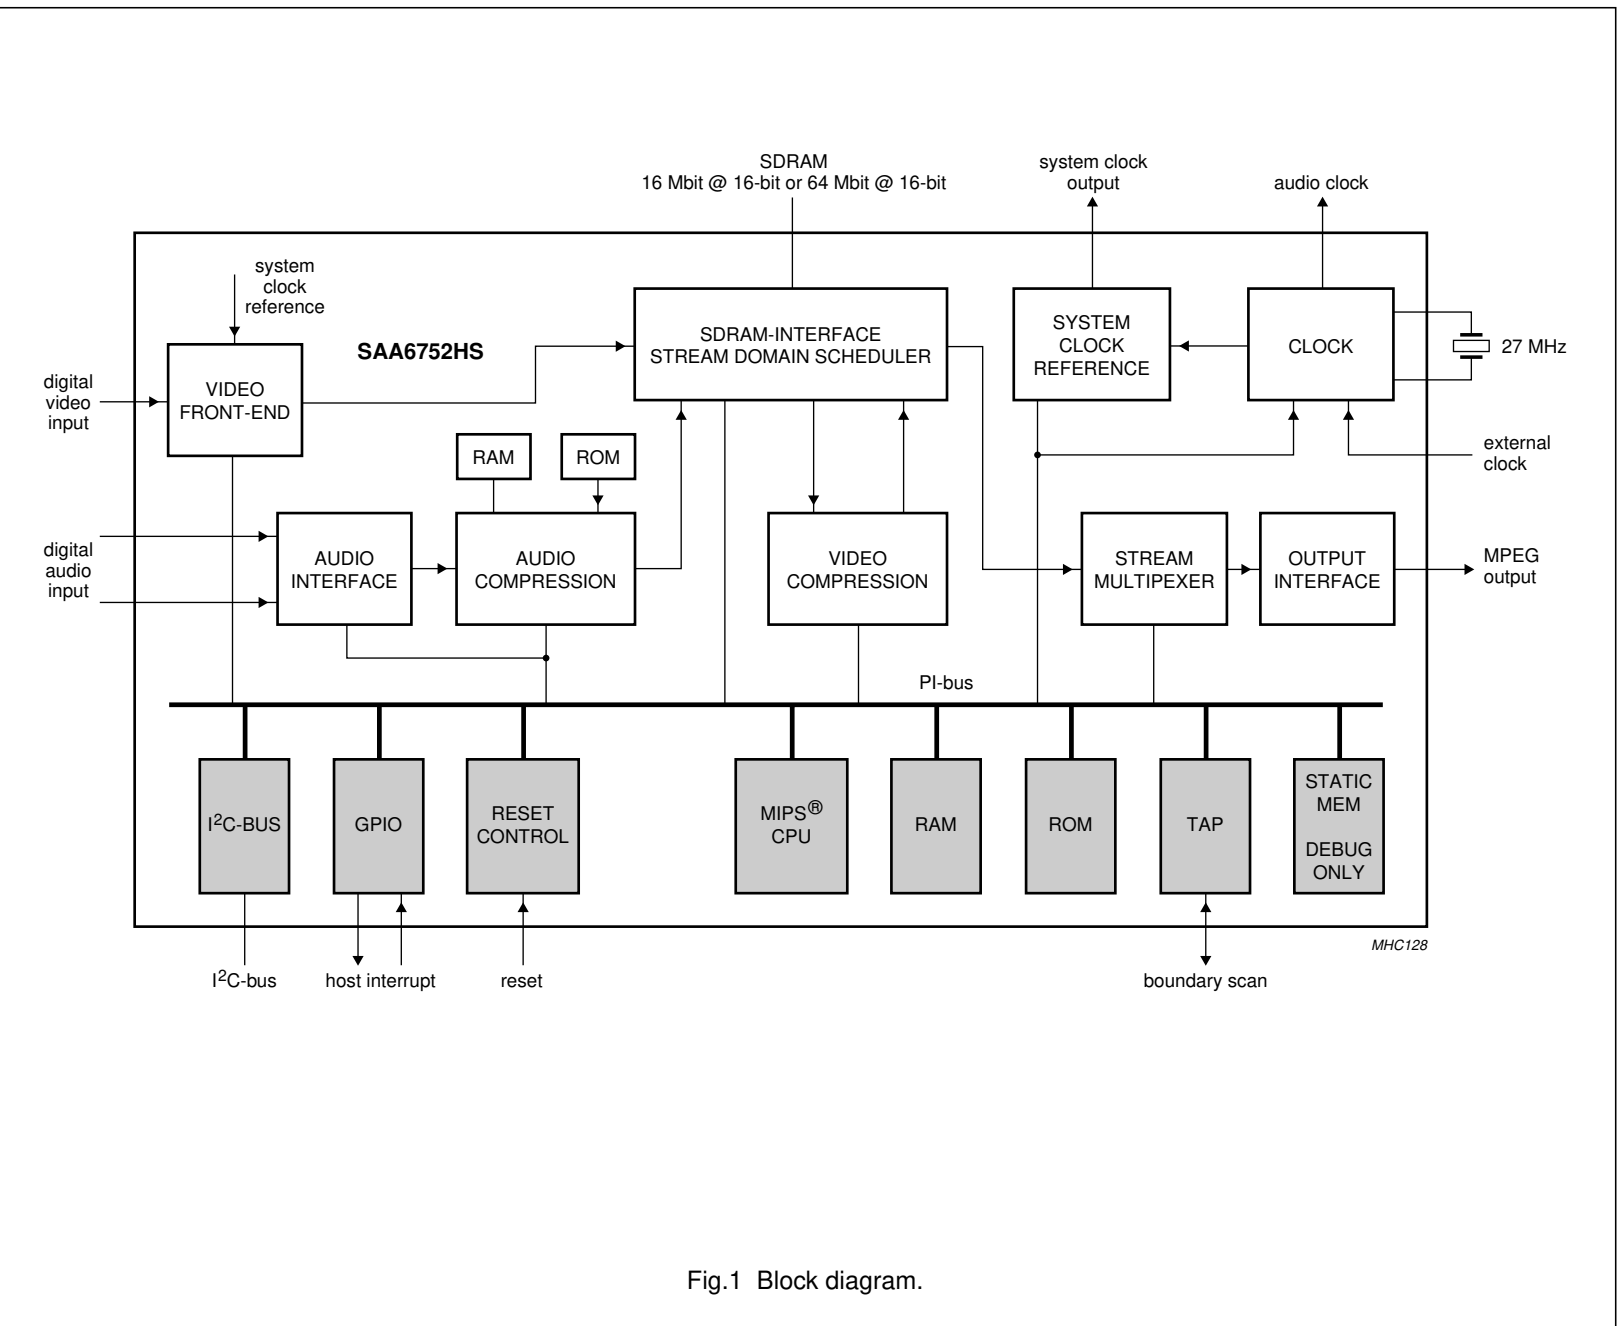 SDRAM
16 Mbit @ 16-bit or 64 Mbit @ 16-bit
system clock
output
audio clock
system
clock
reference
SAA6752HS
SDRAM-INTERFACE
STREAM DOMAIN SCHEDULER
SYSTEM
CLOCK
REFERENCE
CLOCK
27 MHz
digital
video
input
VIDEO
FRONT-END
RAM
ROM
external
clock
digital
audio
input
AUDIO
INTERFACE
AUDIO
COMPRESSION
VIDEO
COMPRESSION
STREAM
MULTIPEXER
OUTPUT
INTERFACE
MPEG
output
PI-bus
I²C-BUS
GPIO
RESET
CONTROL
MIPS®
CPU
RAM
ROM
TAP
STATIC
MEM
DEBUG
ONLY
MHC128
I²C-bus
host interrupt
reset
boundary scan
Fig.1 Block diagram.